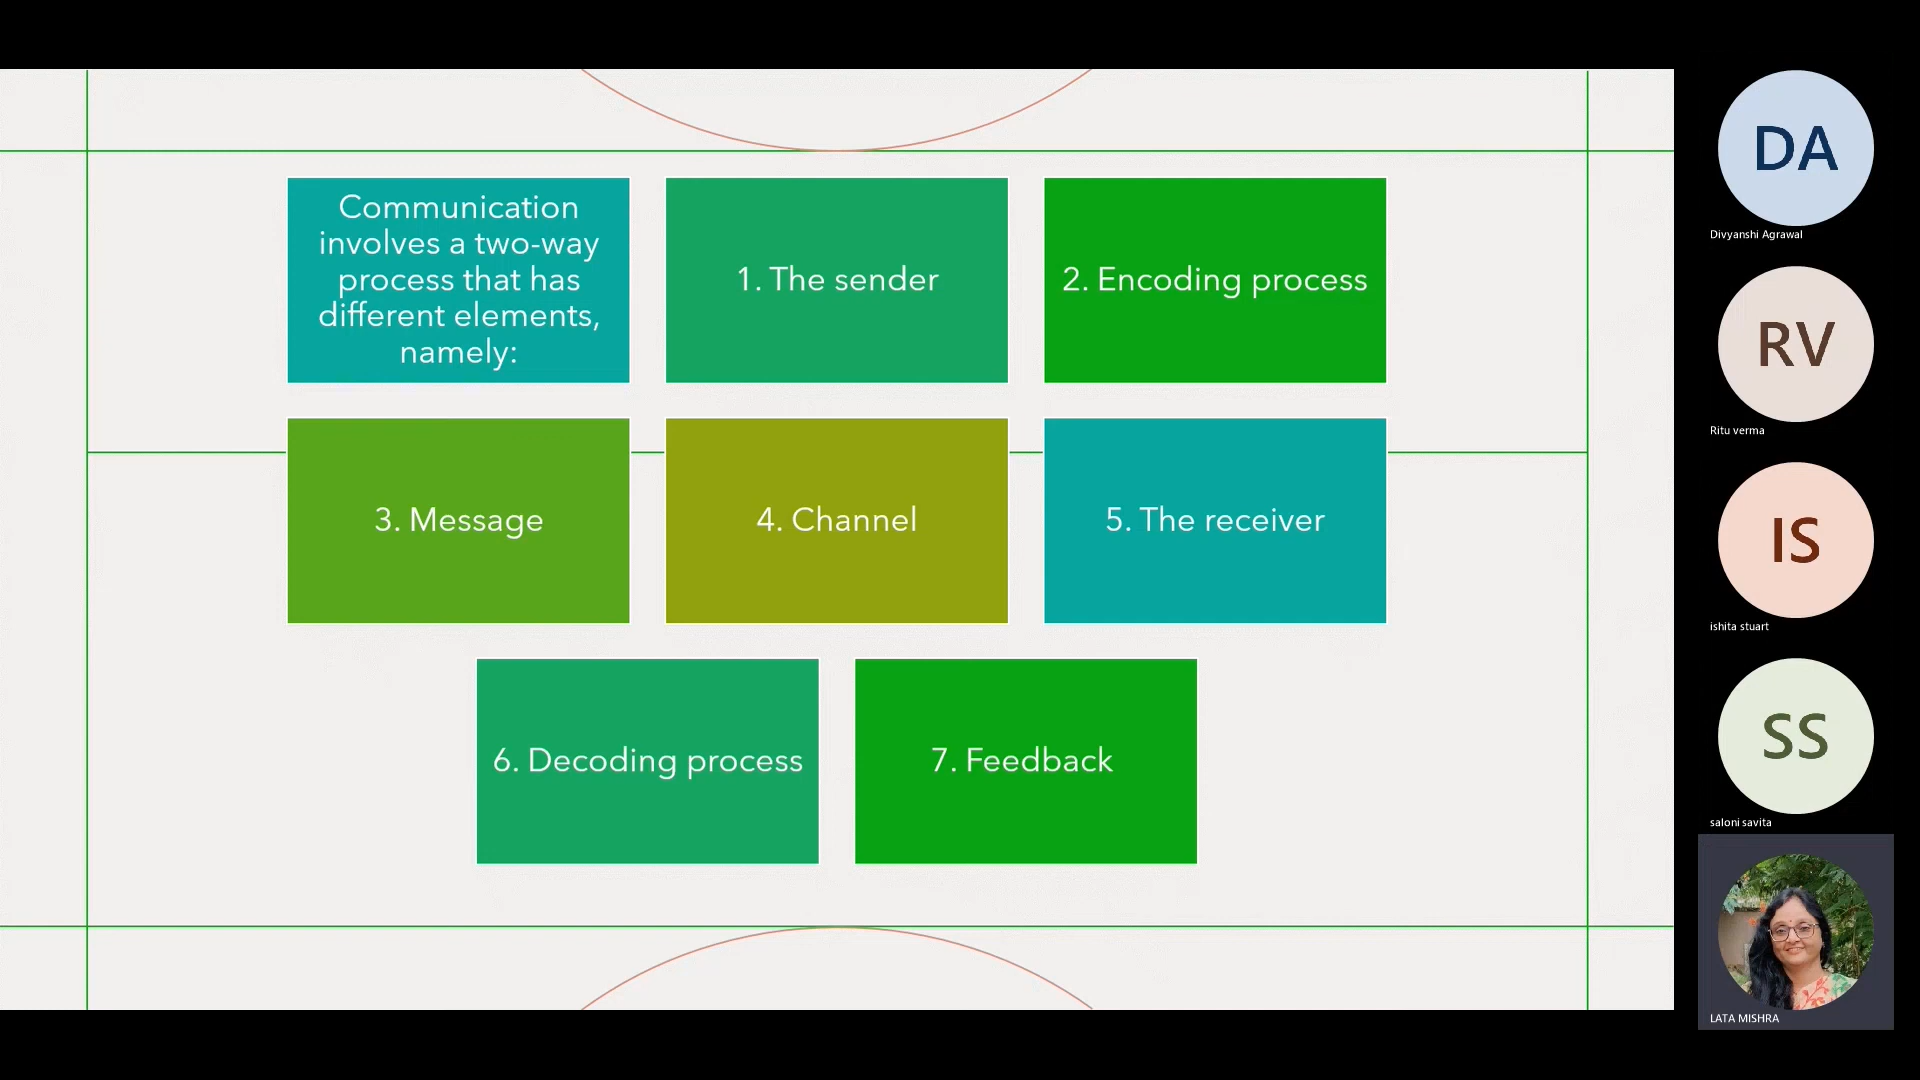 Communication
involves a two-way
process that has
different elements,
namely:
1. The sender
2. Encoding process
3. Message
4. Channel
5. The receiver
6. Decoding process
7. Feedback
DA
Divyanshi Agrawal
RV
Ritu verma
IS
ishita stuart
SS
saloni savita
LATA MISHRA